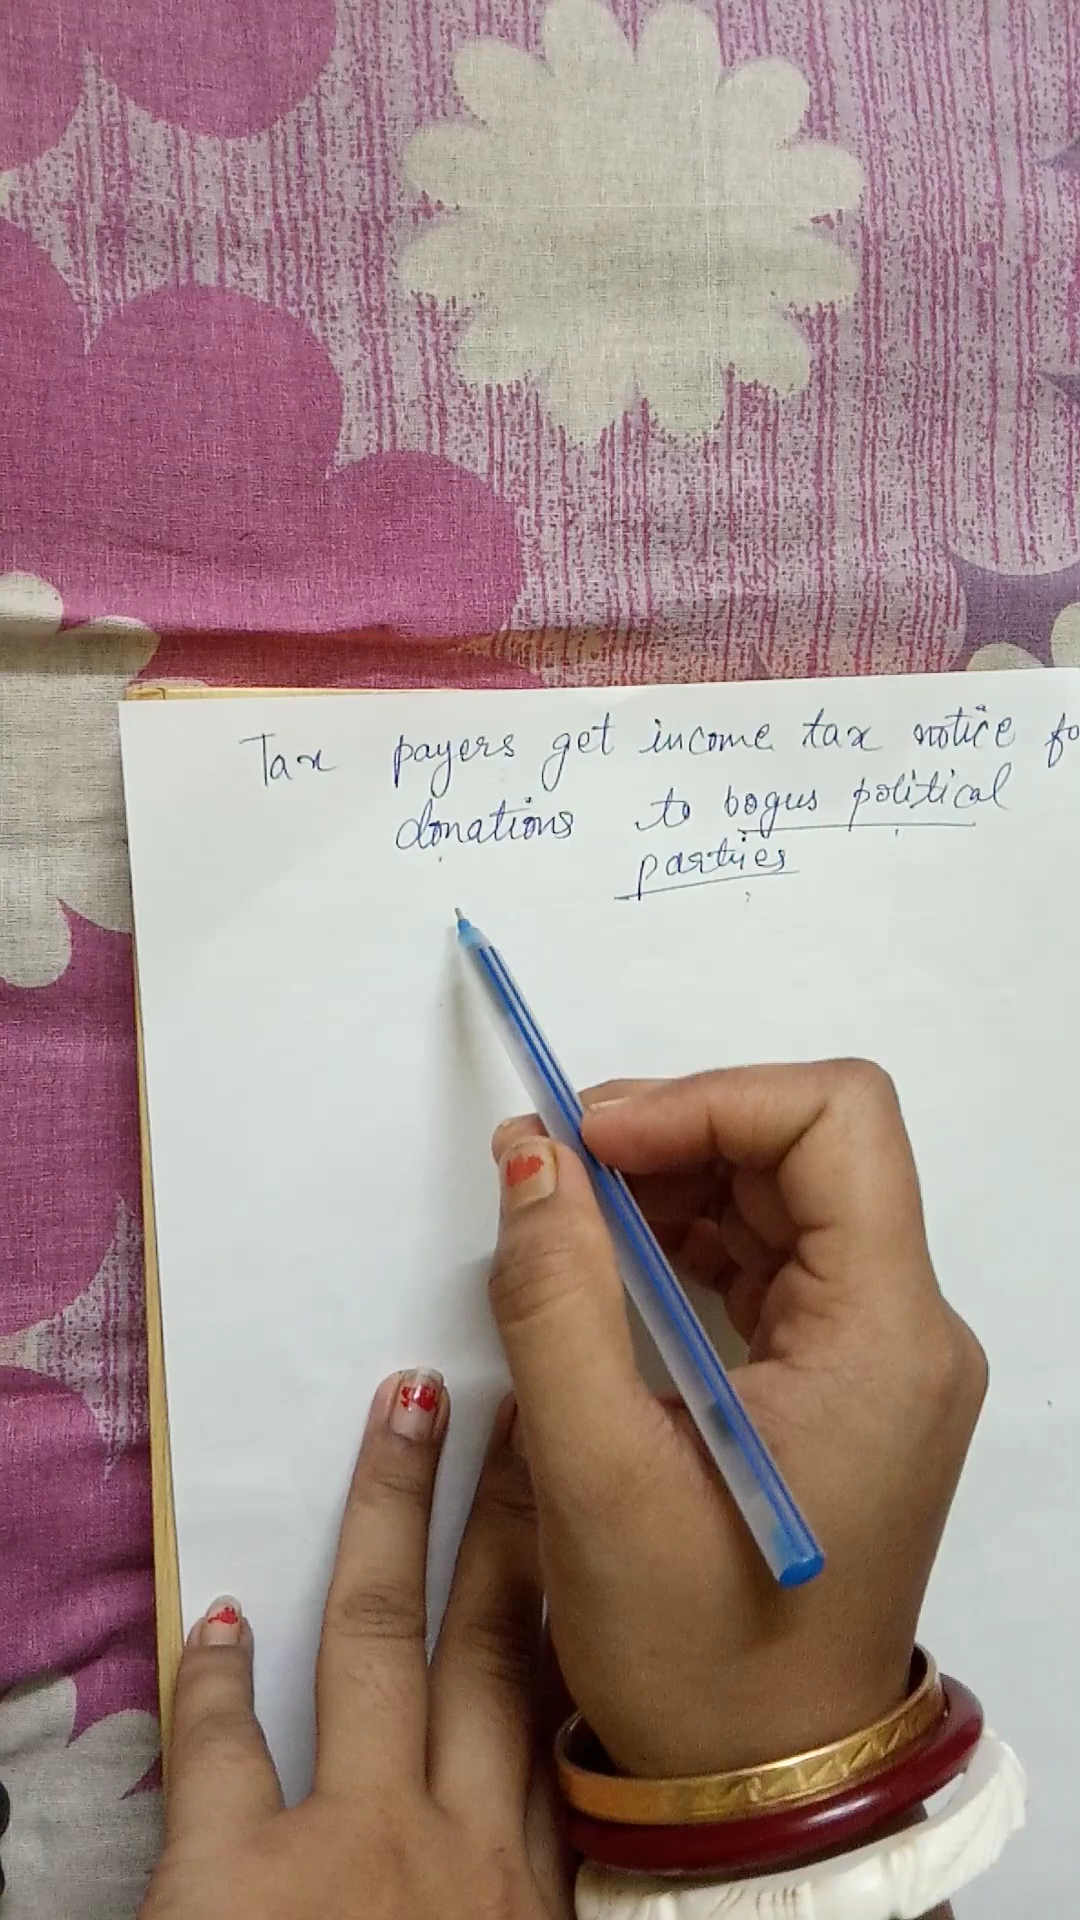 Tax payers get income tax notice fo
donations to bogus political
parties